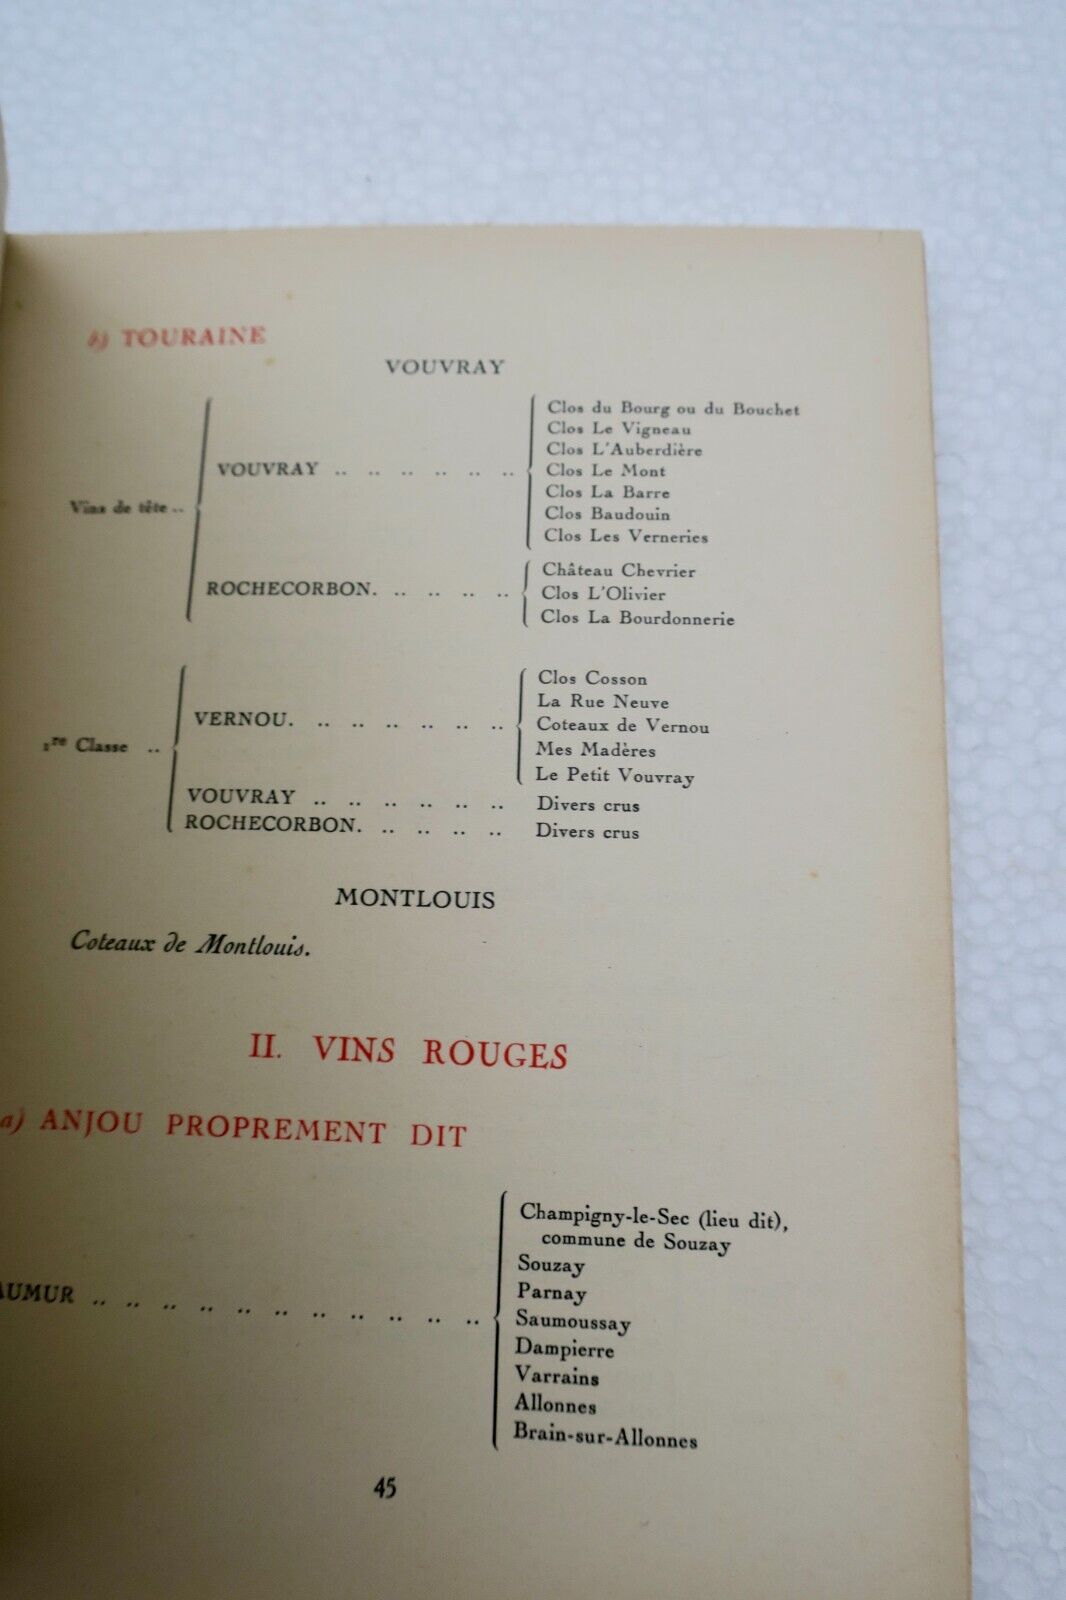 b) TOURAINE
VOUVRAY
Vins de tête ..
VOUVRAY .. .. .. .. .. ..
Clos du Bourg ou du Bouchet
Clos Le Vigneau
Clos L'Auberdière
Clos Le Mont
Clos La Barre
Clos Baudouin
Clos Les Verneries
ROCHECORBON. .. .. .. ..
Château Chevrier
Clos L'Olivier
Clos La Bourdonnerie
1re Classe ..
VERNOU. .. .. .. .. .. ..
Clos Cosson
La Rue Neuve
Coteaux de Vernou
Mes Madères
Le Petit Vouvray
VOUVRAY .. .. .. .. .. .. Divers crus
ROCHECORBON. .. .. .. .. Divers crus
MONTLOUIS
Coteaux de Montlouis.
II. VINS ROUGES
a) ANJOU PROPREMENT DIT
AUMUR .. .. .. .. .. .. .. .. .. .. ..
Champigny-le-Sec (lieu dit),
commune de Souzay
Souzay
Parnay
Saumoussay
Dampierre
Varrains
Allonnes
Brain-sur-Allonnes
45